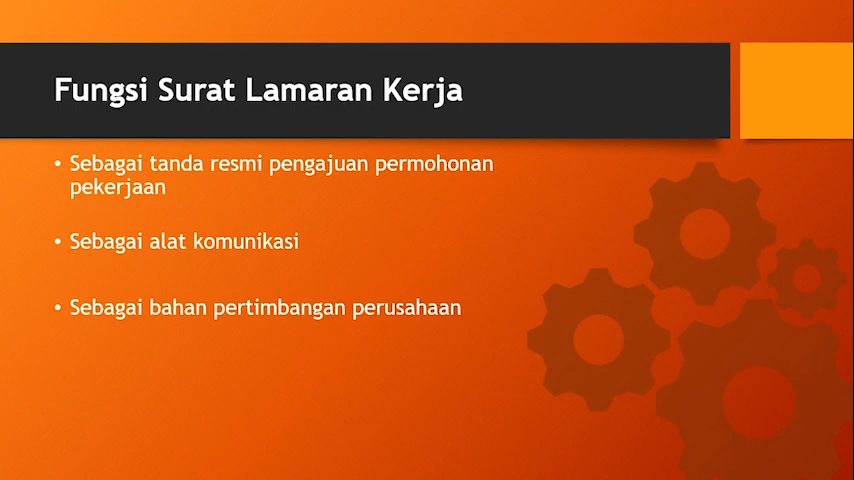 Fungsi Surat Lamaran Kerja
• Sebagai tanda resmi pengajuan permohonan
pekerjaan
• Sebagai alat komunikasi
• Sebagai bahan pertimbangan perusahaan